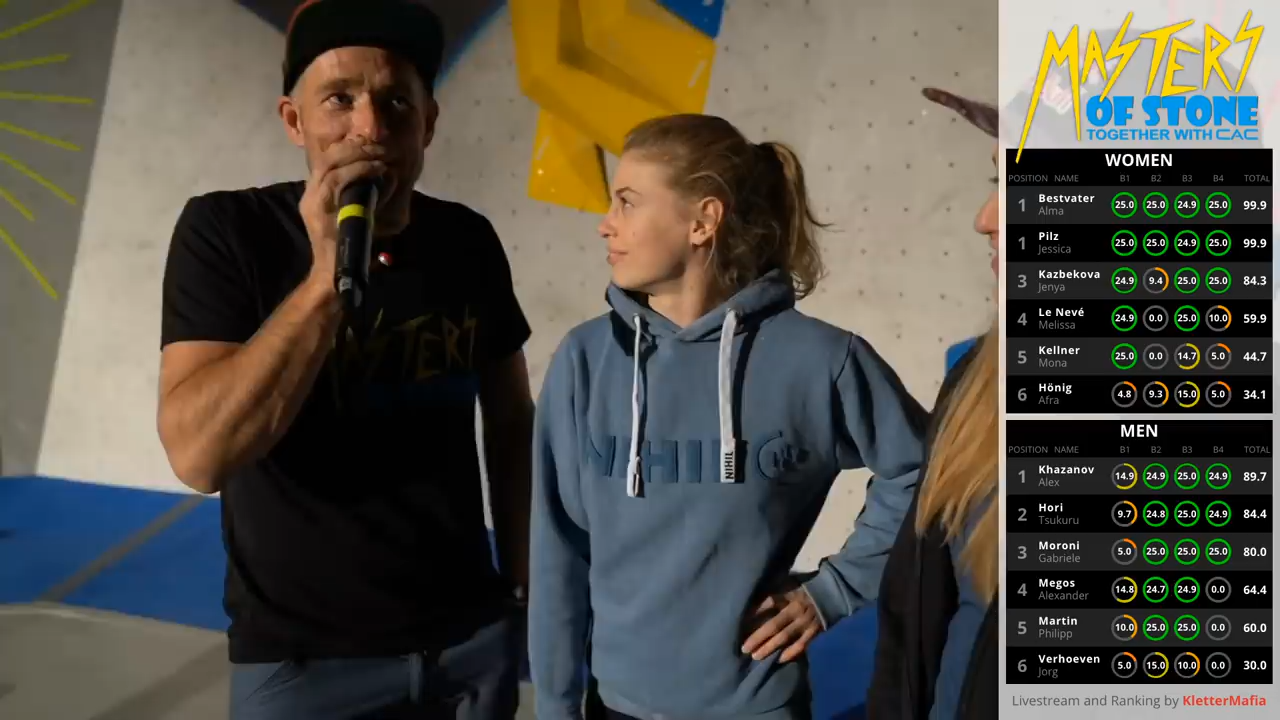 MASTERS
OF STONE
TOGETHER WITH CAC
WOMEN
POSITION NAME B1 B2 B3 B4 TOTAL
1 Bestvater Alma 25.0 25.0 24.9 25.0 99.9
1 Pilz Jessica 25.0 25.0 24.9 25.0 99.9
3 Kazbekova Jenya 24.9 9.4 25.0 25.0 84.3
4 Le Nevé Melissa 24.9 0.0 25.0 10.0 59.9
5 Kellner Mona 25.0 0.0 14.7 5.0 44.7
6 Hönig Afra 4.8 9.3 15.0 5.0 34.1
MEN
POSITION NAME B1 B2 B3 B4 TOTAL
1 Khazanov Alex 14.9 24.9 25.0 24.9 89.7
2 Hori Tsukuru 9.7 24.8 25.0 24.9 84.4
3 Moroni Gabriele 5.0 25.0 25.0 25.0 80.0
4 Megos Alexander 14.8 24.7 24.9 0.0 64.4
5 Martin Philipp 10.0 25.0 25.0 0.0 60.0
6 Verhoeven Jorg 5.0 15.0 10.0 0.0 30.0
Livestream and Ranking by KletterMafia
MASTERS
NIHIL